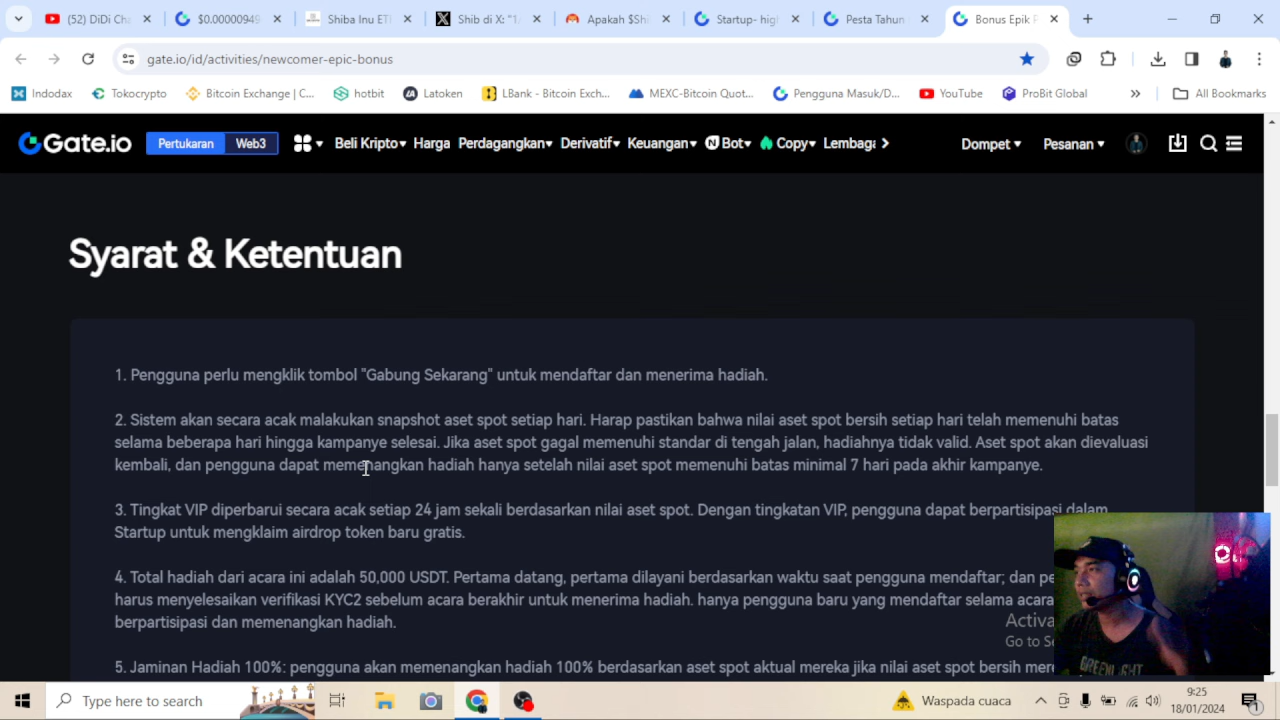 (52) DiDi Cha
$0.00000949
Shiba Inu ETF
Shib di X: "1.
Apakah $Shi
Startup- high
Pesta Tahun
Bonus Epik P
gate.io/id/activities/newcomer-epic-bonus
Indodax
Tokocrypto
Bitcoin Exchange | C...
hotbit
Latoken
LBank - Bitcoin Exch...
MEXC-Bitcoin Quot...
Pengguna Masuk/D...
YouTube
ProBit Global
All Bookmarks
Gate.io
Pertukaran
Web3
Beli Kripto
Harga
Perdagangan
Derivatif
Keuangan
Bot
Copy
Lembaga
Dompet
Pesanan
Syarat & Ketentuan
1. Pengguna perlu mengklik tombol "Gabung Sekarang" untuk mendaftar dan menerima hadiah.
2. Sistem akan secara acak malakukan snapshot aset spot setiap hari. Harap pastikan bahwa nilai aset spot bersih setiap hari telah memenuhi batas
selama beberapa hari hingga kampanye selesai. Jika aset spot gagal memenuhi standar di tengah jalan, hadiahnya tidak valid. Aset spot akan dievaluasi
kembali, dan pengguna dapat memenangkan hadiah hanya setelah nilai aset spot memenuhi batas minimal 7 hari pada akhir kampanye.
3. Tingkat VIP diperbarui secara acak setiap 24 jam sekali berdasarkan nilai aset spot. Dengan tingkatan VIP, pengguna dapat berpartisipasi dalam
Startup untuk mengklaim airdrop token baru gratis.
4. Total hadiah dari acara ini adalah 50,000 USDT. Pertama datang, pertama dilayani berdasarkan waktu saat pengguna mendaftar; dan pe
harus menyelesaikan verifikasi KYC2 sebelum acara berakhir untuk menerima hadiah. hanya pengguna baru yang mendaftar selama acara
berpartisipasi dan memenangkan hadiah.
Activa
Go to Se
5. Jaminan Hadiah 100%: pengguna akan memenangkan hadiah 100% berdasarkan aset spot aktual mereka jika nilai aset spot bersih mere
Type here to search
Waspada cuaca
9:25
18/01/2024